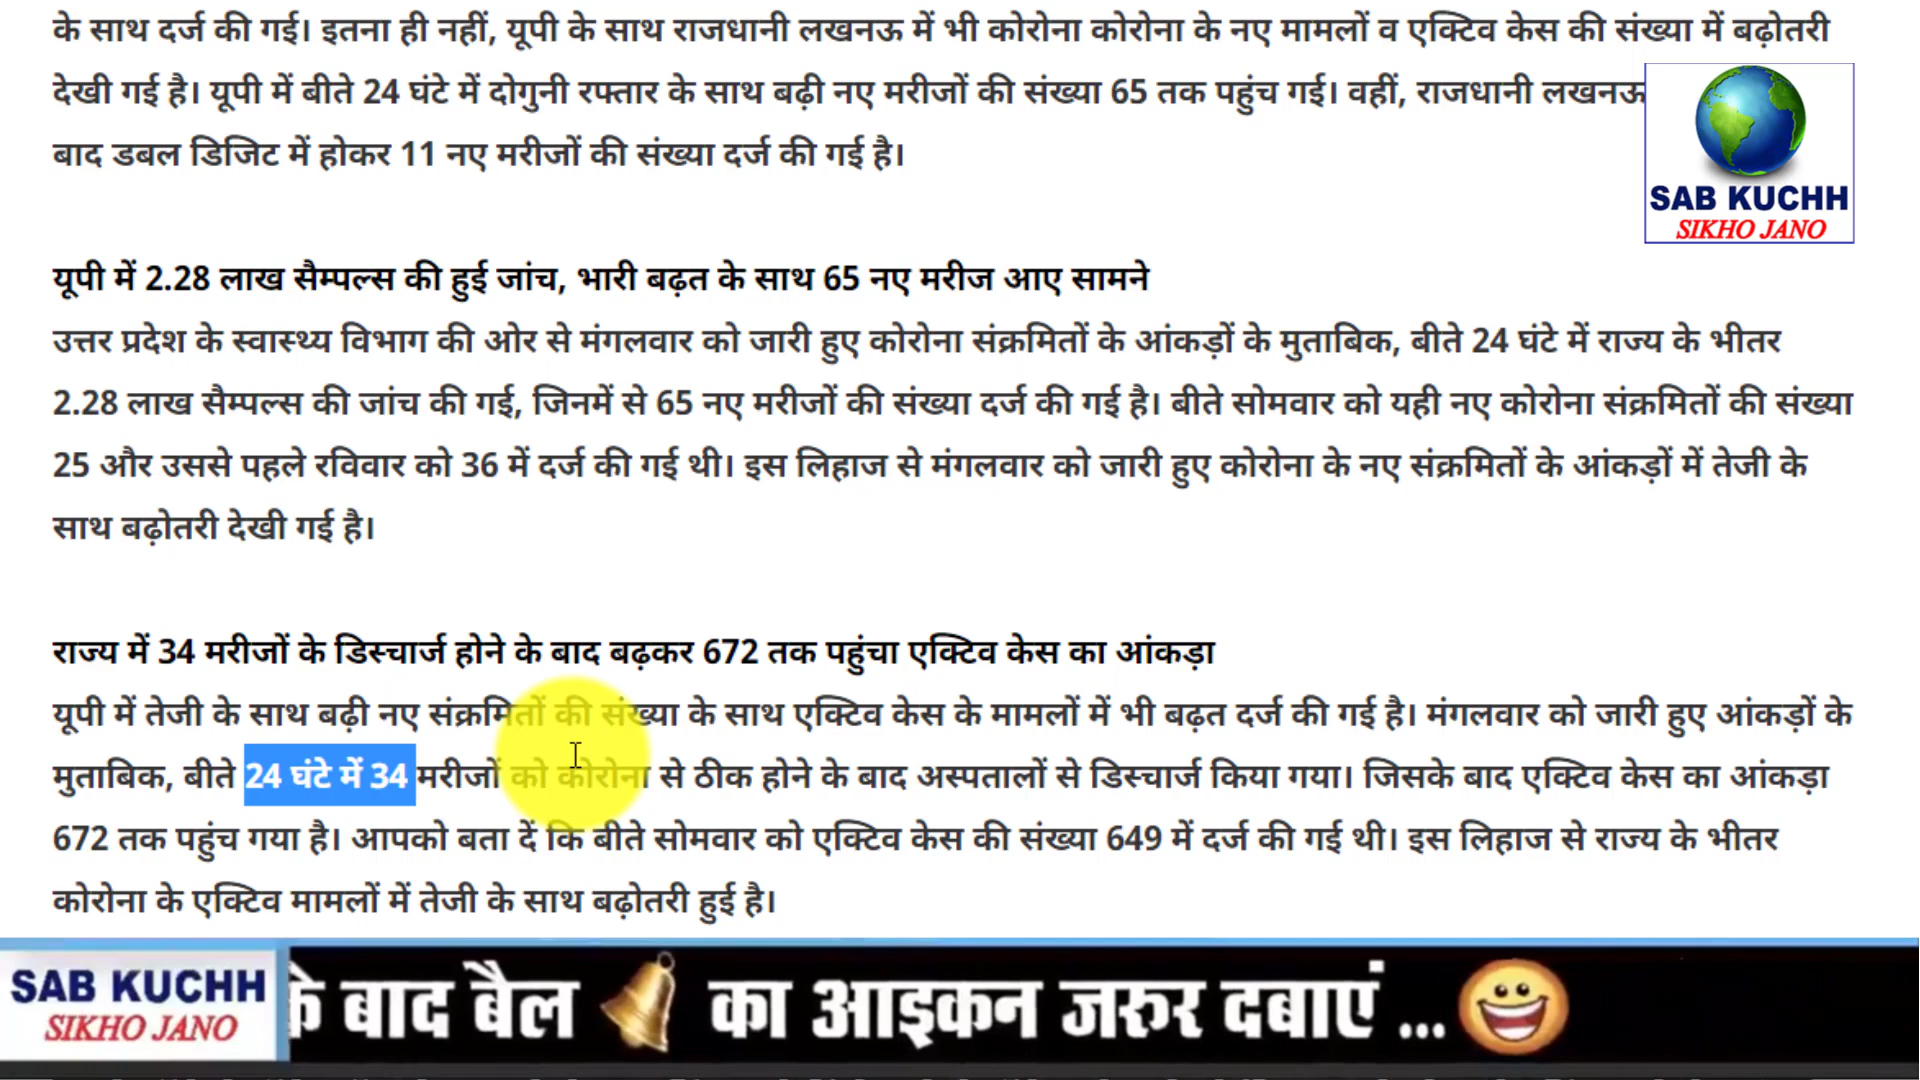 के साथ दर्ज की गई। इतना ही नहीं, यूपी के साथ राजधानी लखनऊ में भी कोरोना कोरोना के नए मामलों व एक्टिव केस की संख्या में बढ़ोतरी
देखी गई है। यूपी में बीते 24 घंटे में दोगुनी रफ्तार के साथ बढ़ी नए मरीजों की संख्या 65 तक पहुंच गई। वहीं, राजधानी लखनऊ
बाद डबल डिजिट में होकर 11 नए मरीजों की संख्या दर्ज की गई है।
SAB KUCHH
SIKHO JANO
यूपी में 2.28 लाख सैम्पल्स की हुई जांच, भारी बढ़त के साथ 65 नए मरीज आए सामने
उत्तर प्रदेश के स्वास्थ्य विभाग की ओर से मंगलवार को जारी हुए कोरोना संक्रमितों के आंकड़ों के मुताबिक, बीते 24 घंटे में राज्य के भीतर
2.28 लाख सैम्पल्स की जांच की गई, जिनमें से 65 नए मरीजों की संख्या दर्ज की गई है। बीते सोमवार को यही नए कोरोना संक्रमितों की संख्या
25 और उससे पहले रविवार को 36 में दर्ज की गई थी। इस लिहाज से मंगलवार को जारी हुए कोरोना के नए संक्रमितों के आंकड़ों में तेजी के
साथ बढ़ोतरी देखी गई है।
राज्य में 34 मरीजों के डिस्चार्ज होने के बाद बढ़कर 672 तक पहुंचा एक्टिव केस का आंकड़ा
यूपी में तेजी के साथ बढ़ी नए संक्रमितों की संख्या के साथ एक्टिव केस के मामलों में भी बढ़त दर्ज की गई है। मंगलवार को जारी हुए आंकड़ों के
मुताबिक, बीते 24 घंटे में 34 मरीजों को कोरोना से ठीक होने के बाद अस्पतालों से डिस्चार्ज किया गया। जिसके बाद एक्टिव केस का आंकड़ा
672 तक पहुंच गया है। आपको बता दें कि बीते सोमवार को एक्टिव केस की संख्या 649 में दर्ज की गई थी। इस लिहाज से राज्य के भीतर
कोरोना के एक्टिव मामलों में तेजी के साथ बढ़ोतरी हुई है।
SAB KUCHH
SIKHO JANO
के बाद बैल का आइकन जरुर दबाएं ...